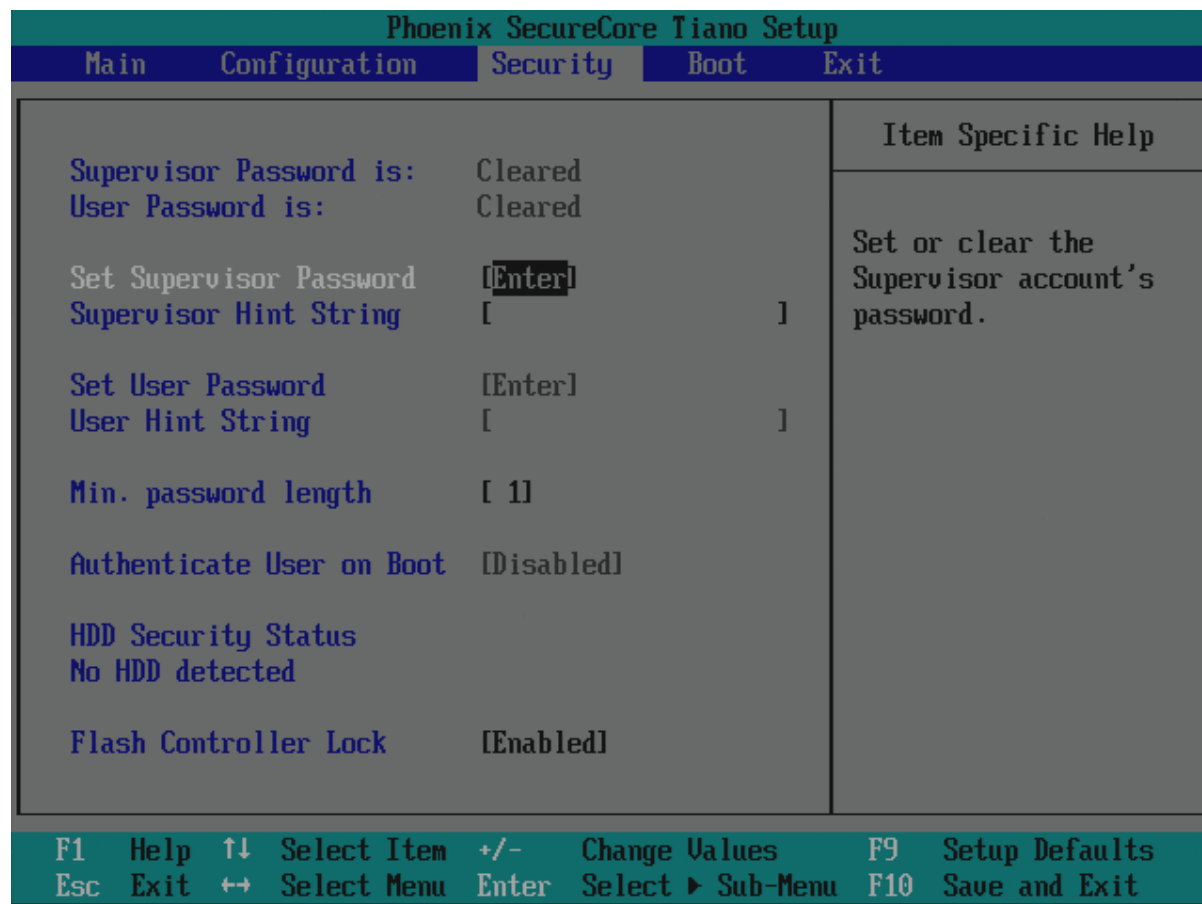 Phoenix SecureCore Tiano Setup
Main Configuration Security Boot Exit
Item Specific Help
Supervisor Password is: Cleared
User Password is: Cleared
Set Supervisor Password [Enter]
Supervisor Hint String [ ]
Set User Password [Enter]
User Hint String [ ]
Min. password length [ 1]
Authenticate User on Boot [Disabled]
HDD Security Status
No HDD detected
Flash Controller Lock [Enabled]
Set or clear the
Supervisor account's
password.
F1 Help ↑↓ Select Item +/- Change Values F9 Setup Defaults
Esc Exit ↔ Select Menu Enter Select ▶ Sub-Menu F10 Save and Exit